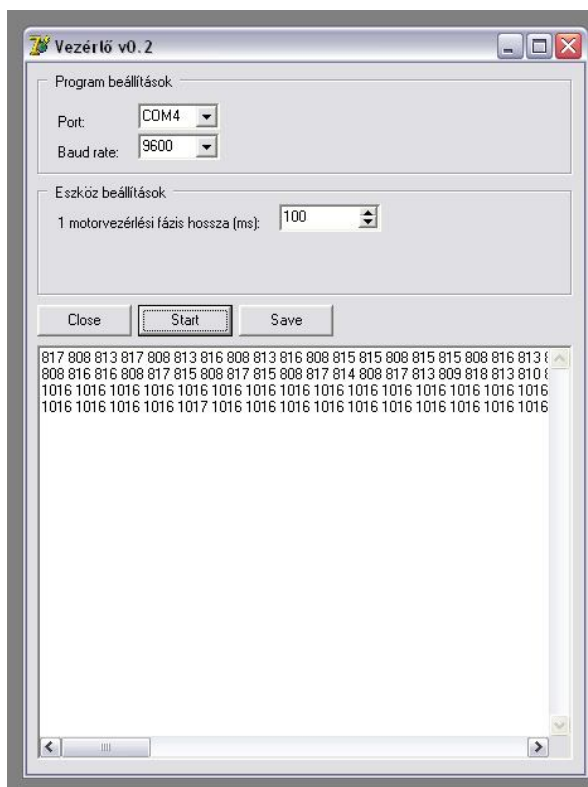 Vezérlő v0.2
Program beállítások
Port: COM4
Baud rate: 9600
Eszköz beállítások
1 motorvezérlési fázis hossza (ms): 100
Close Start Save
817 808 813 817 808 813 816 808 813 816 808 815 815 808 815 815 808 816 813
808 816 816 808 817 815 808 817 815 808 817 814 808 817 813 809 818 813 810
1016 1016 1016 1016 1016 1016 1016 1016 1016 1016 1016 1016 1016 1016 1016
1016 1016 1016 1016 1017 1016 1016 1016 1016 1016 1016 1016 1016 1016 1016